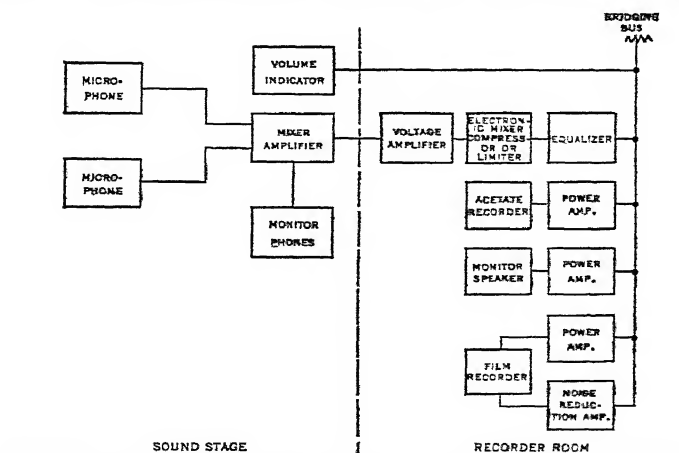 BRIDGING
BUS
VOLUME
INDICATOR
MICRO-
PHONE
MIXER
AMPLIFIER
VOLTAGE
AMPLIFIER
ELECTRON-
IC MIXER
COMPRESS
OR OR
LIMITER
EQUALIZER
MICRO-
PHONE
MONITOR
PHONES
ACETATE
RECORDER
POWER
AMP.
MONITOR
SPEAKER
POWER
AMP.
POWER
AMP.
FILM
RECORDER
NOISE
REDUC-
TION AMP.
SOUND STAGE
RECORDER ROOM